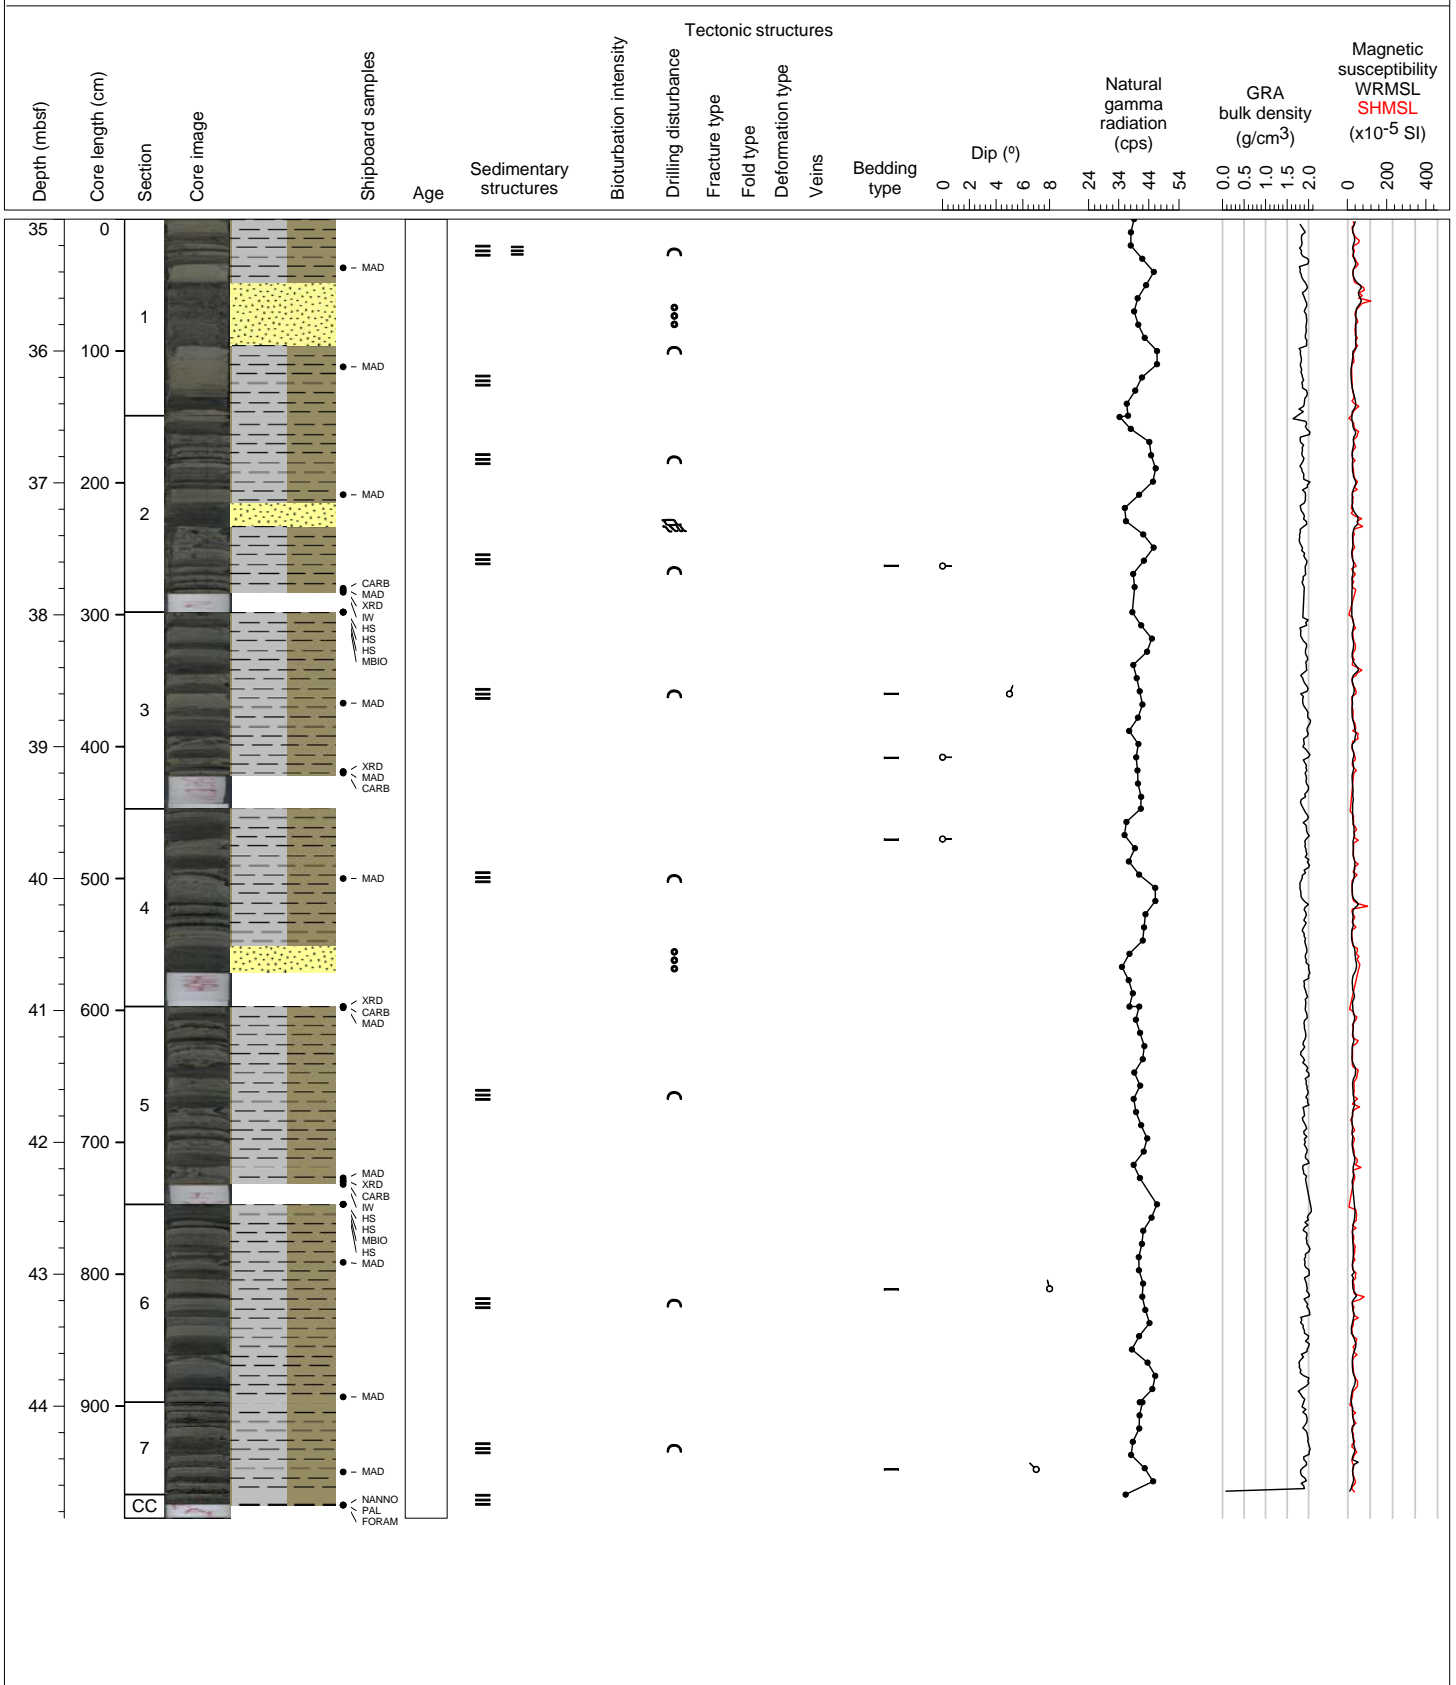 Tectonic structures
Depth (mbsf)
Core length (cm)
Section
Core image
Shipboard samples
Age
Sedimentary
structures
Bioturbation intensity
Drilling disturbance
Fracture type
Fold type
Deformation type
Veins
Bedding
type
Dip (º)
0 2 4 6 8
Natural
gamma
radiation
(cps)
24 34 44 54
GRA
bulk density
(g/cm3)
0.0 0.5 1.0 1.5 2.0
Magnetic
susceptibility
WRMSL
SHMSL
(x10-5 SI)
0 200 400
35 0
MAD
1
36 100
MAD
37 200
MAD
2
CARB
MAD
XRD
38 300
IW
HS
HS
HS
MBIO
MAD
3
39 400
XRD
MAD
CARB
40 500
MAD
4
XRD
41 600
CARB
MAD
5
42 700
MAD
XRD
CARB
IW
HS
HS
MBIO
HS
MAD
43 800
6
MAD
44 900
7
MAD
NANNO
CC
PAL
FORAM